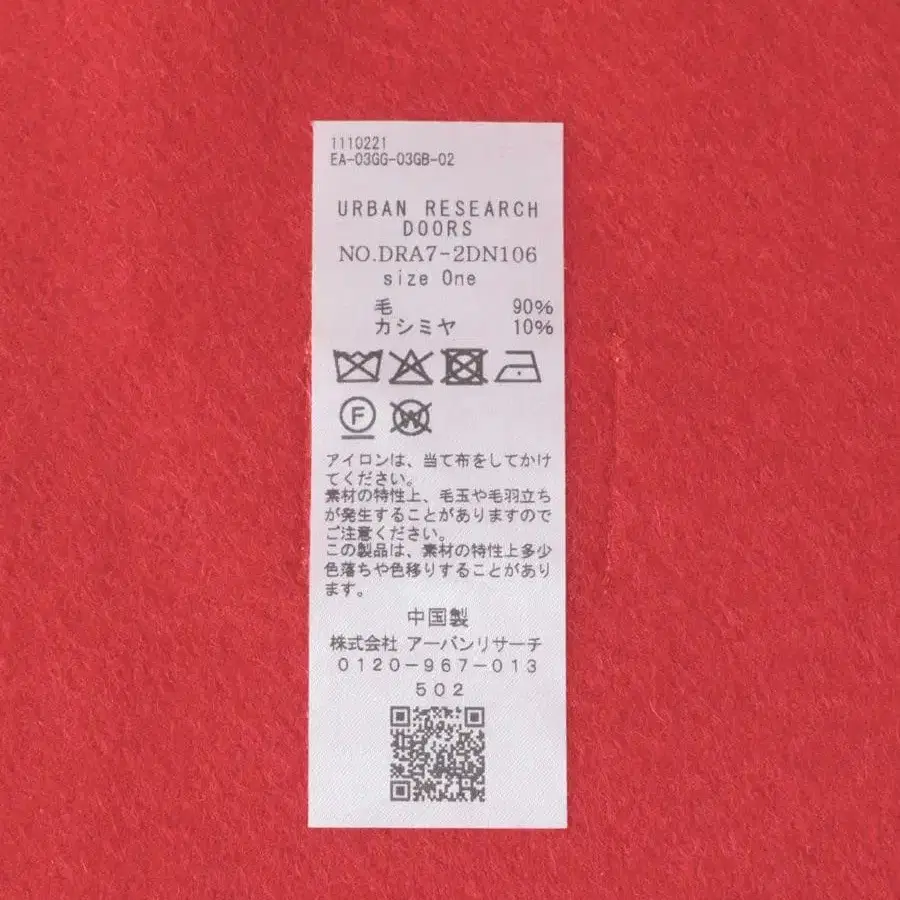 1110221
EA-03GG-03GB-02
URBAN RESEARCH
DOORS
NO.DRA7-2DN106
size One
毛 90%
カシミヤ 10%
F
W
アイロンは、当て布をしてかけ
てください。
素材の特性上、毛玉や毛羽立ち
が発生することがありますので
ご注意ください。
この製品は、素材の特性上多少
色落ちや色移りすることがあり
ます。
中国製
株式会社 アーバンリサーチ
0120-967-013
502